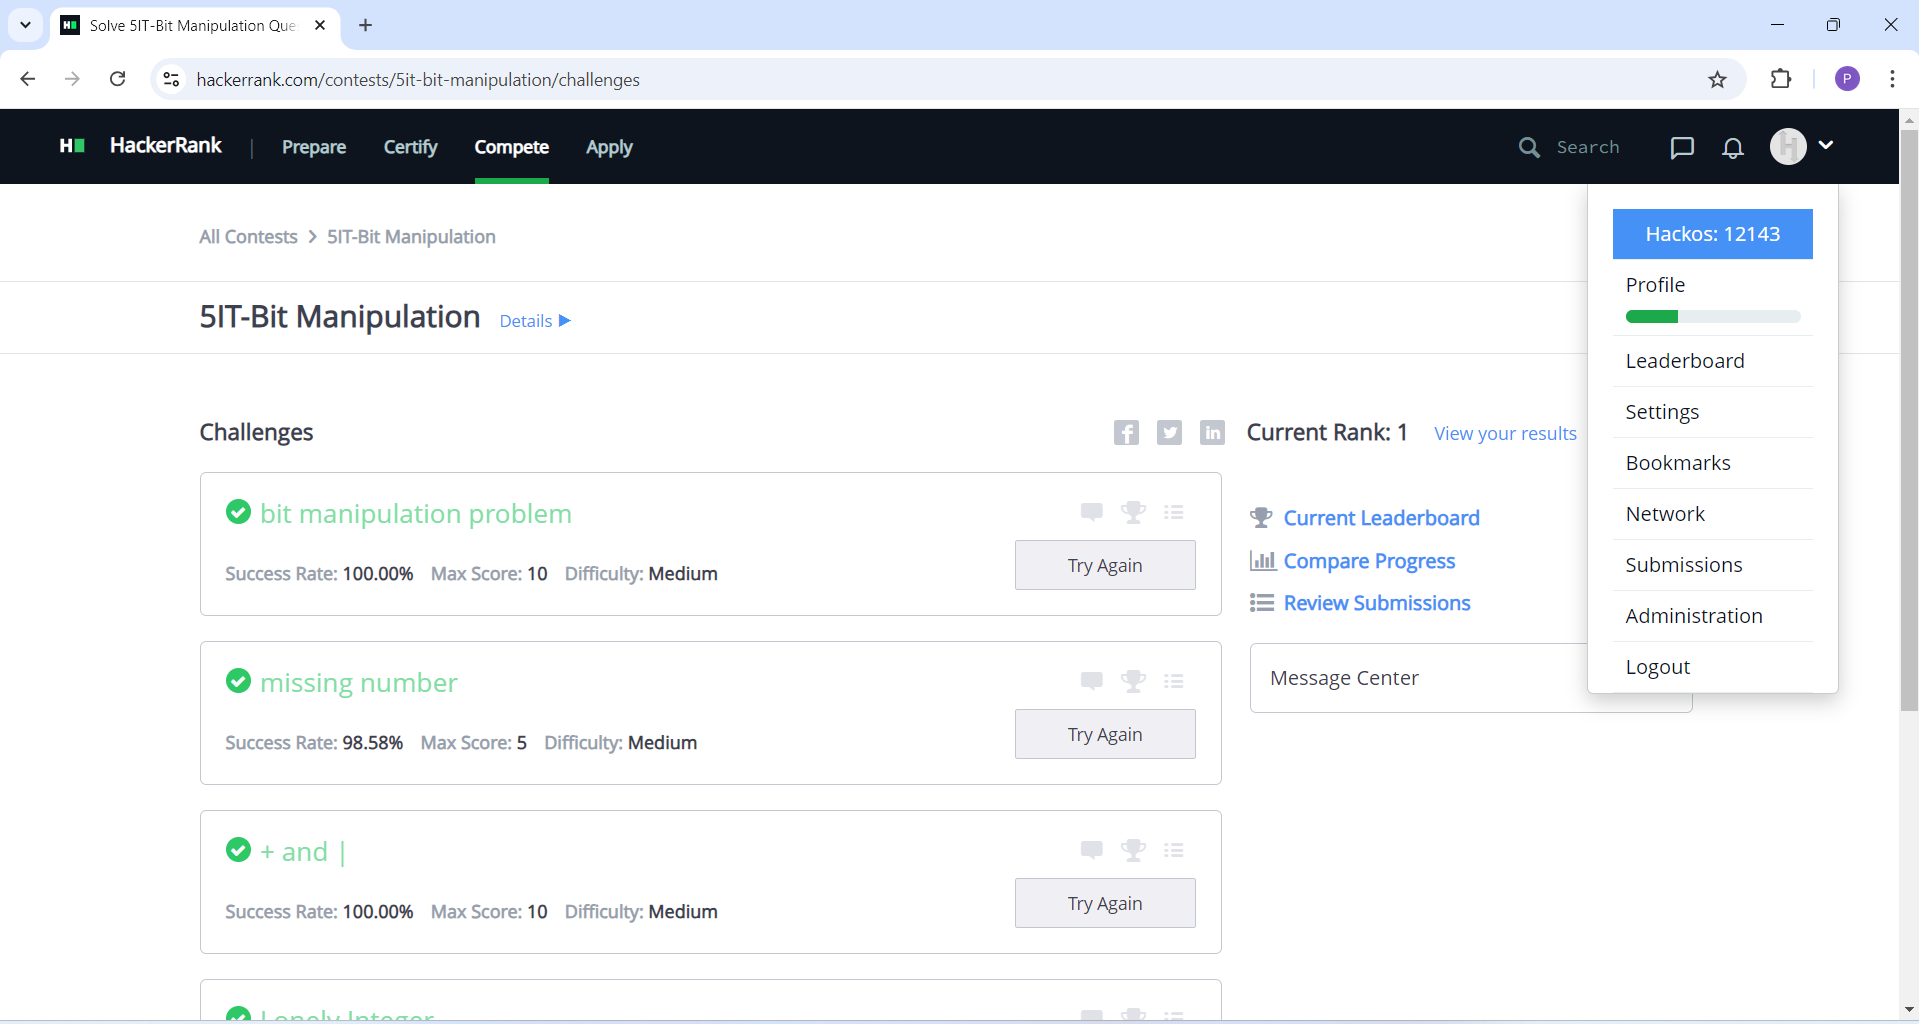 Solve 5IT-Bit Manipulation Que
hackerrank.com/contests/5it-bit-manipulation/challenges
P
H
HackerRank | Prepare Certify Compete Apply
Search
H
All Contests > 5IT-Bit Manipulation
5IT-Bit Manipulation Details ▶
Hackos: 12143
Profile
Leaderboard
Settings
Bookmarks
Network
Submissions
Administration
Logout
Challenges
bit manipulation problem
Success Rate: 100.00% Max Score: 10 Difficulty: Medium
Try Again
missing number
Success Rate: 98.58% Max Score: 5 Difficulty: Medium
Try Again
+ and |
Success Rate: 100.00% Max Score: 10 Difficulty: Medium
Try Again
Lonely Integer
f
in
Current Rank: 1 View your results
Current Leaderboard
Compare Progress
Review Submissions
Message Center